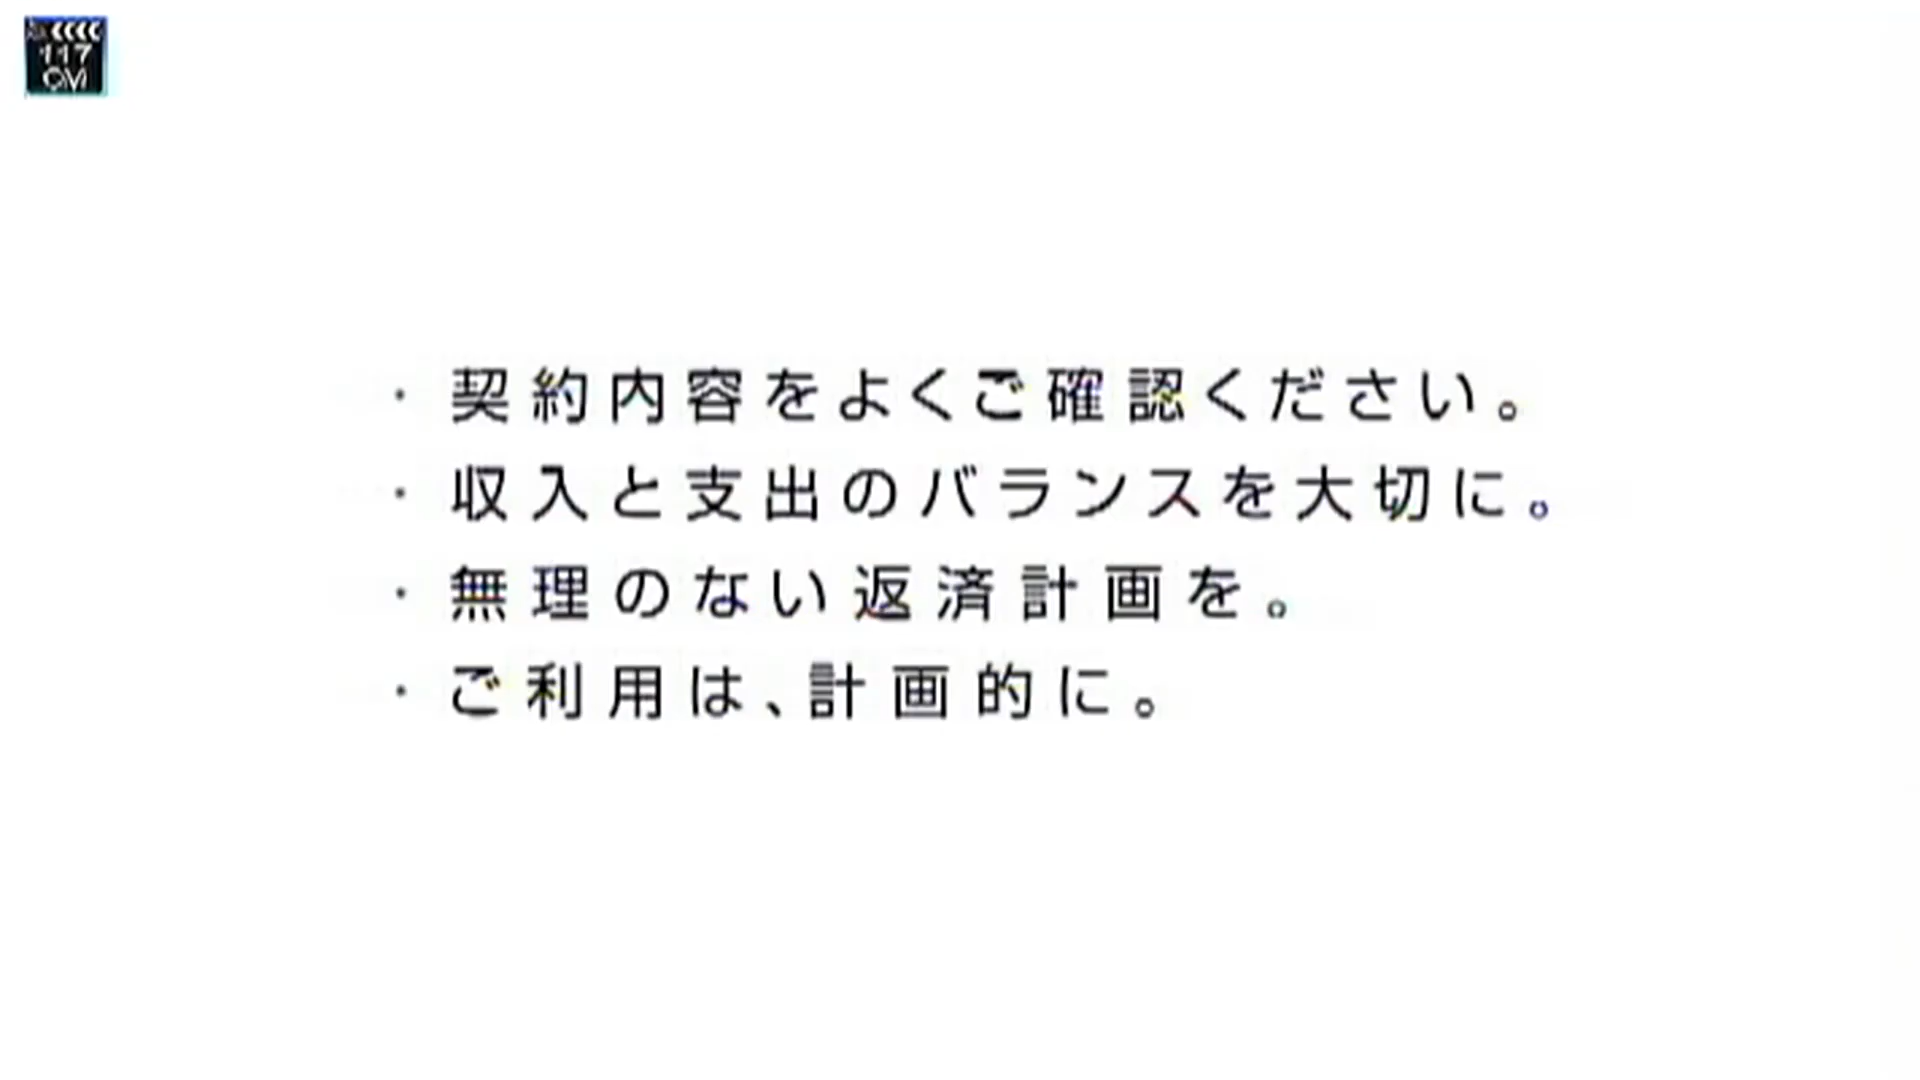 117
CM
・契約内容をよくご確認ください。
・収入と支出のバランスを大切に。
・無理のない返済計画を。
・ご利用は、計画的に。